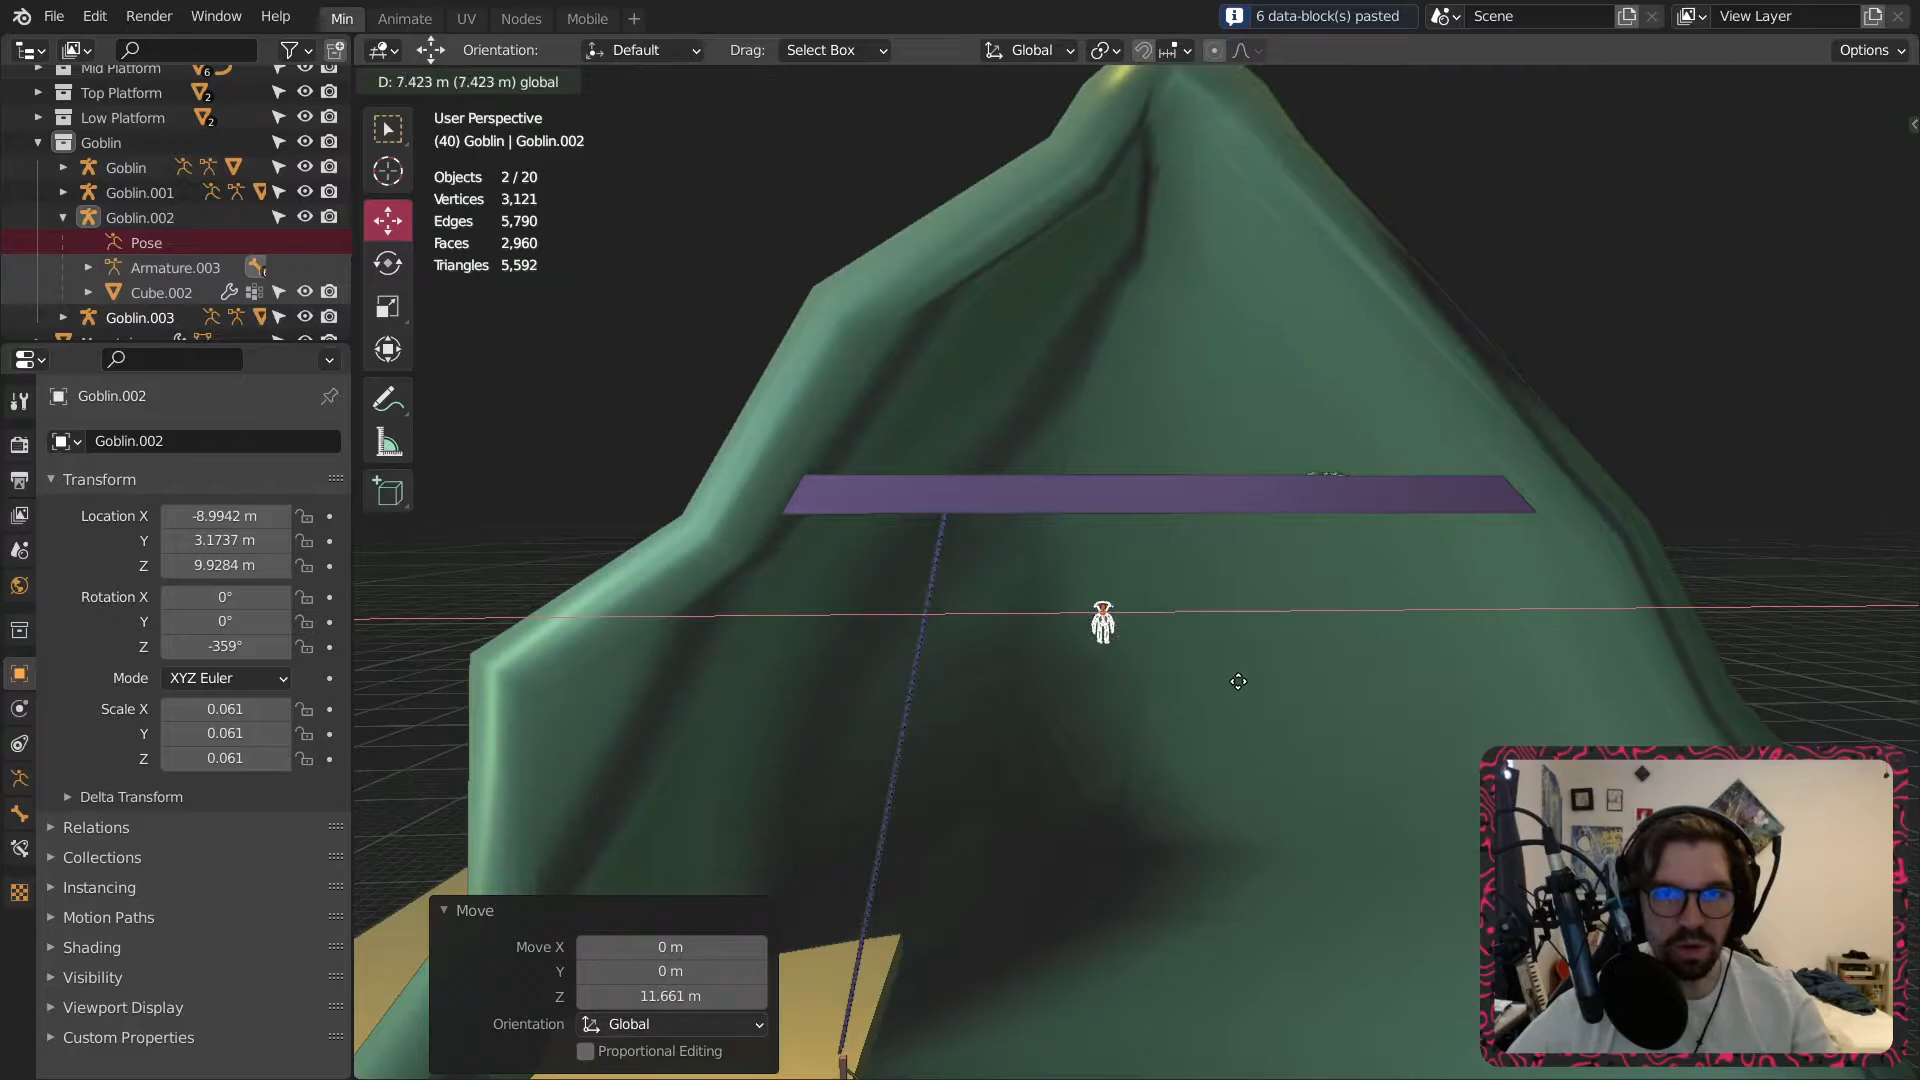 File Edit Render Window Help Min Animate UV Nodes Mobile
6 data-block(s) pasted Scene View Layer
Orientation: Default Drag: Select Box Global Options
Mid Platform 6
Top Platform 2
Low Platform 2
Goblin
Goblin
Goblin.001
Goblin.002
Pose
Armature.003
Cube.002
Goblin.003
Goblin.002
Goblin.002
Transform
Location X -8.9942 m
Y 3.1737 m
Z 9.9284 m
Rotation X 0°
Y 0°
Z -359°
Mode XYZ Euler
Scale X 0.061
Y 0.061
Z 0.061
Delta Transform
Relations
Collections
Instancing
Motion Paths
Shading
Visibility
Viewport Display
Custom Properties
D: 7.423 m (7.423 m) global
User Perspective
(40) Goblin | Goblin.002
Objects 2 / 20
Vertices 3,121
Edges 5,790
Faces 2,960
Triangles 5,592
Move
Move X 0 m
Y 0 m
Z 11.661 m
Orientation Global
Proportional Editing